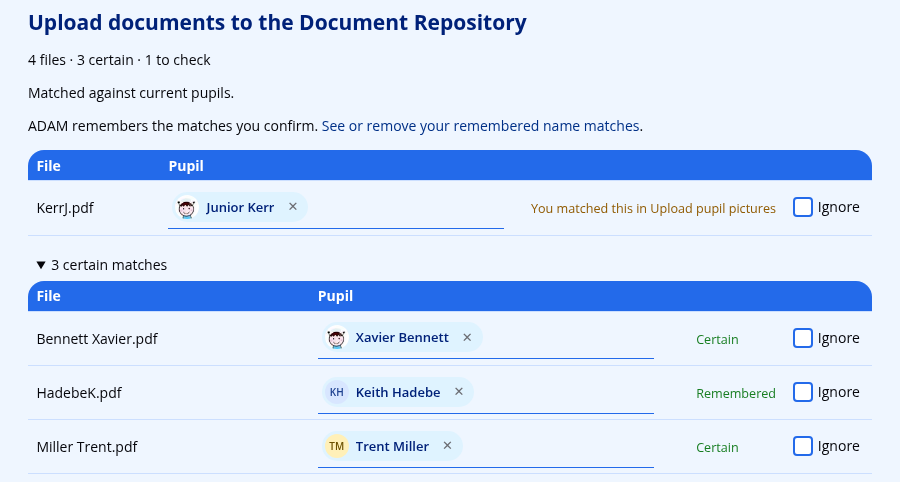 Upload documents to the Document Repository
4 files · 3 certain · 1 to check
Matched against current pupils.
ADAM remembers the matches you confirm. See or remove your remembered name matches.
File Pupil
KerrJ.pdf Junior Kerr × You matched this in Upload pupil pictures Ignore
▼ 3 certain matches
File Pupil
Bennett Xavier.pdf Xavier Bennett × Certain Ignore
HadebeK.pdf KH Keith Hadebe × Remembered Ignore
Miller Trent.pdf TM Trent Miller × Certain Ignore